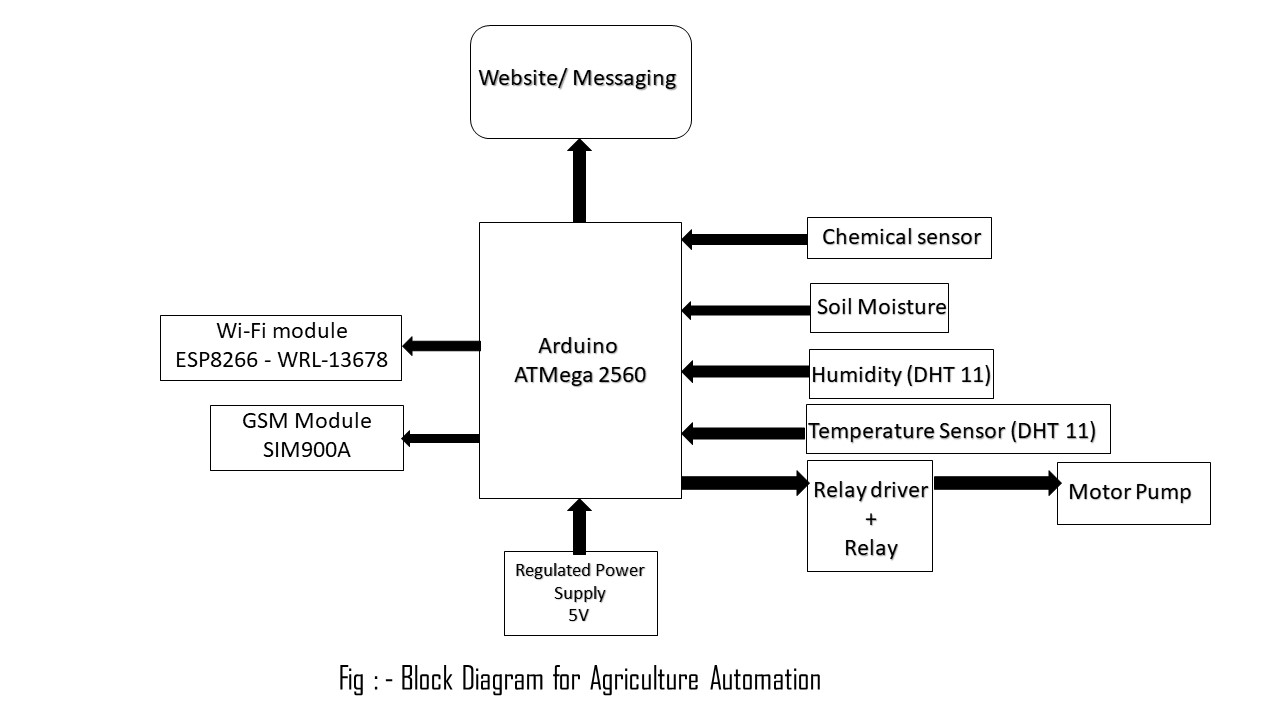 Website/ Messaging
Chemical sensor
Soil Moisture
Wi-Fi module
ESP8266 - WRL-13678
Arduino
ATMega 2560
Humidity (DHT 11)
GSM Module
SIM900A
Temperature Sensor (DHT 11)
Relay driver
+
Relay
Motor Pump
Regulated Power
Supply
5V
Fig : - Block Diagram for Agriculture Automation